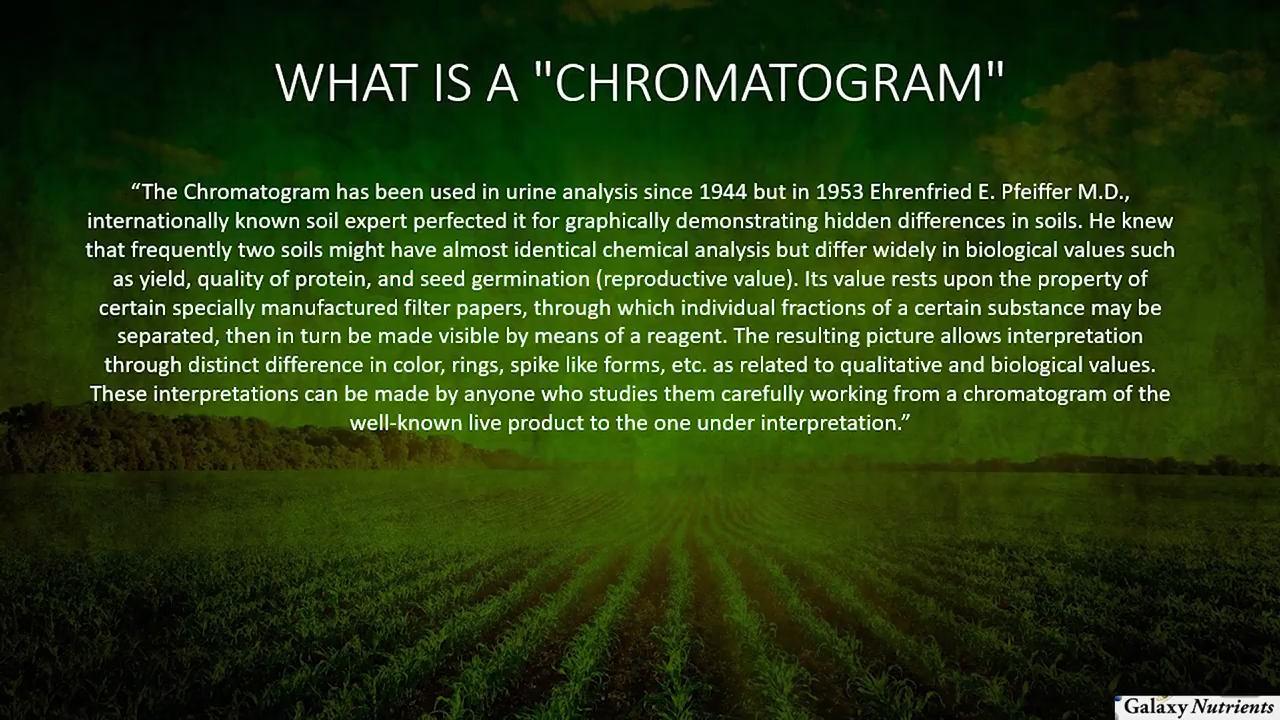 WHAT IS A "CHROMATOGRAM"
“The Chromatogram has been used in urine analysis since 1944 but in 1953 Ehrenfried E. Pfeiffer M.D.,
internationally known soil expert perfected it for graphically demonstrating hidden differences in soils. He knew
that frequently two soils might have almost identical chemical analysis but differ widely in biological values such
as yield, quality of protein, and seed germination (reproductive value). Its value rests upon the property of
certain specially manufactured filter papers, through which individual fractions of a certain substance may be
separated, then in turn be made visible by means of a reagent. The resulting picture allows interpretation
through distinct difference in color, rings, spike like forms, etc. as related to qualitative and biological values.
These interpretations can be made by anyone who studies them carefully working from a chromatogram of the
well-known live product to the one under interpretation.”
Galaxy Nutrients